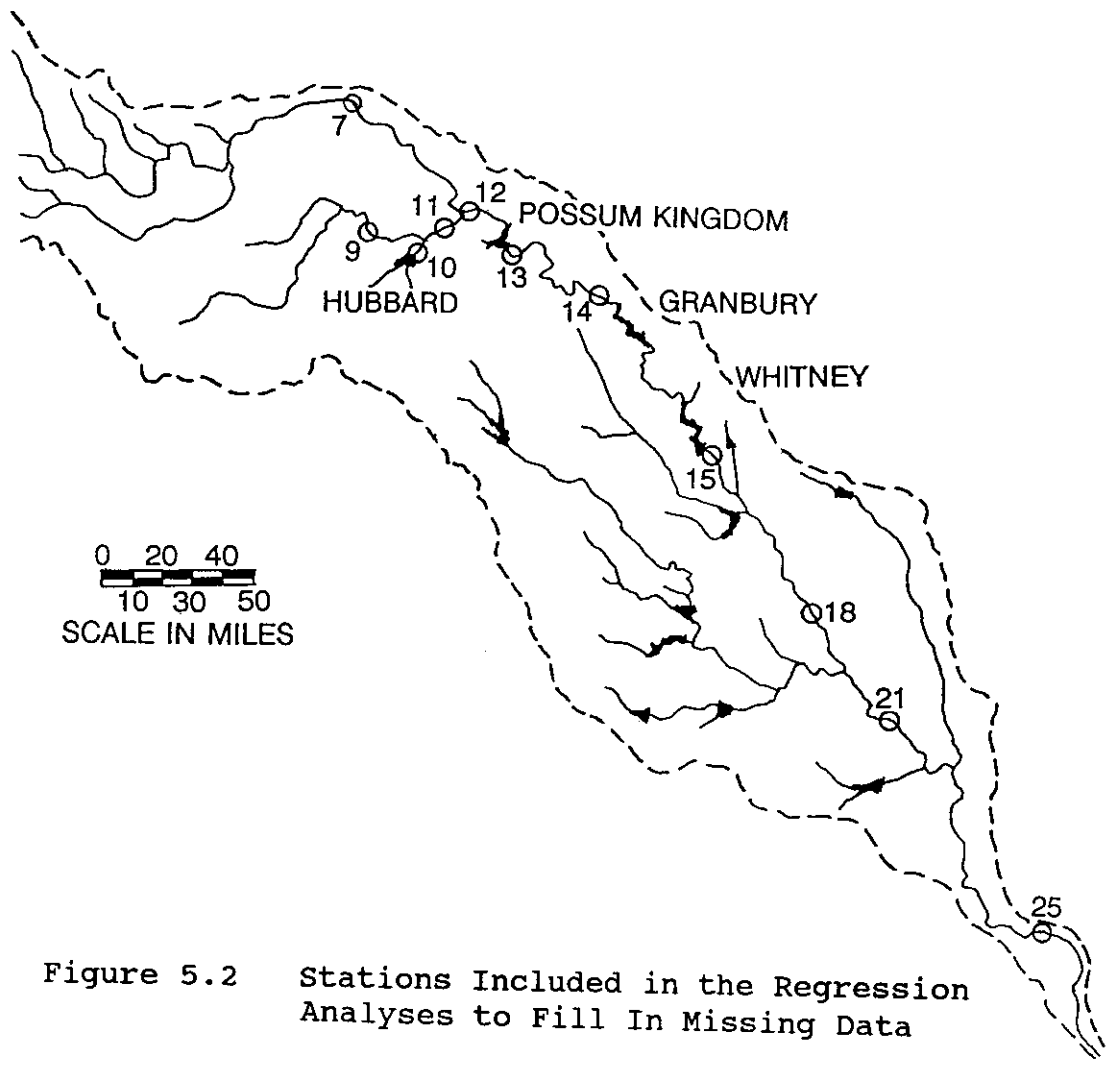 7
12
11
POSSUM KINGDOM
9
10
13
HUBBARD
14
GRANBURY
WHITNEY
15
0 20 40
10 30 50
SCALE IN MILES
18
21
25
Figure 5.2 Stations Included in the Regression
Analyses to Fill In Missing Data